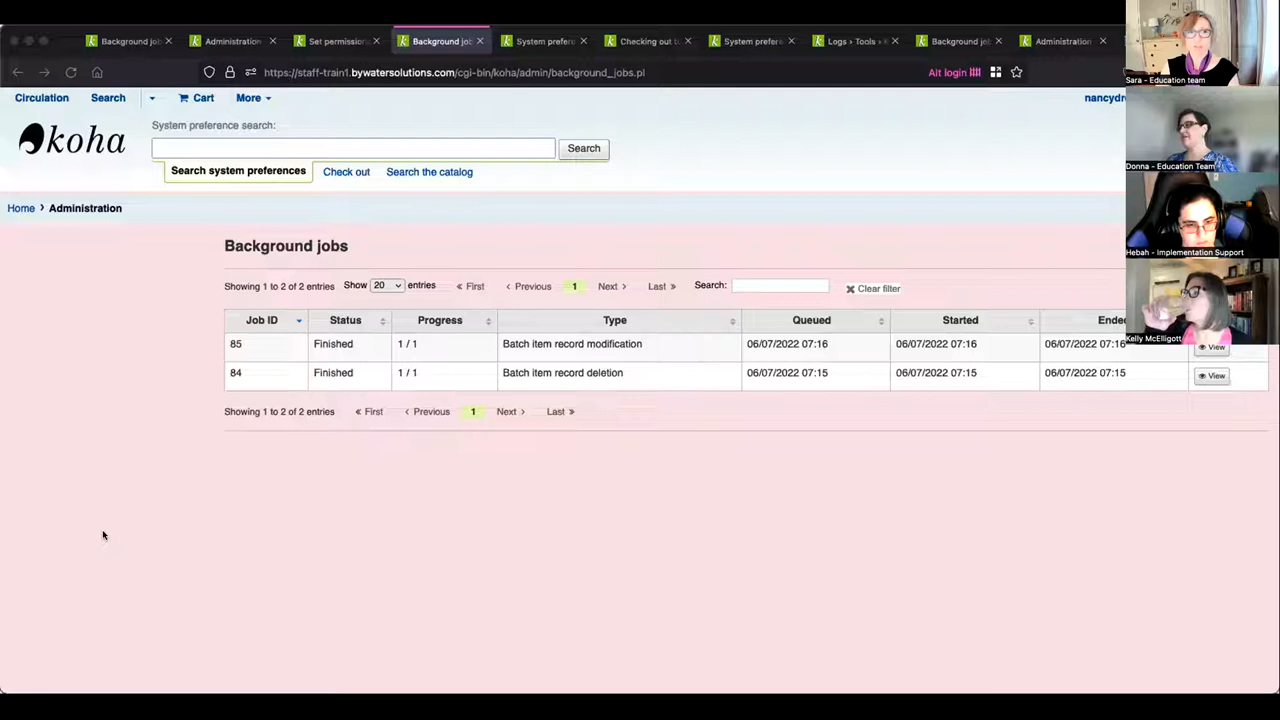 Background job
Administration
Set permission
Background job
System prefere
Checking out to
System prefere
Logs › Tools › K
Background job
Administration
https://staff-train1.bywatersolutions.com/cgi-bin/koha/admin/background_jobs.pl
Alt login
Circulation Search Cart More
nancydr
koha
System preference search:
Search
Search system preferences Check out Search the catalog
Home › Administration
Background jobs
Showing 1 to 2 of 2 entries Show 20 entries « First ‹ Previous 1 Next › Last » Search: Clear filter
Job ID Status Progress Type Queued Started Ended
85 Finished 1 / 1 Batch item record modification 06/07/2022 07:16 06/07/2022 07:16 06/07/2022 07:16 View
84 Finished 1 / 1 Batch item record deletion 06/07/2022 07:15 06/07/2022 07:15 06/07/2022 07:15 View
Showing 1 to 2 of 2 entries « First ‹ Previous 1 Next › Last »
Sara - Education team
Donna - Education Team
Hebah - Implementation Support
Kelly McElligott